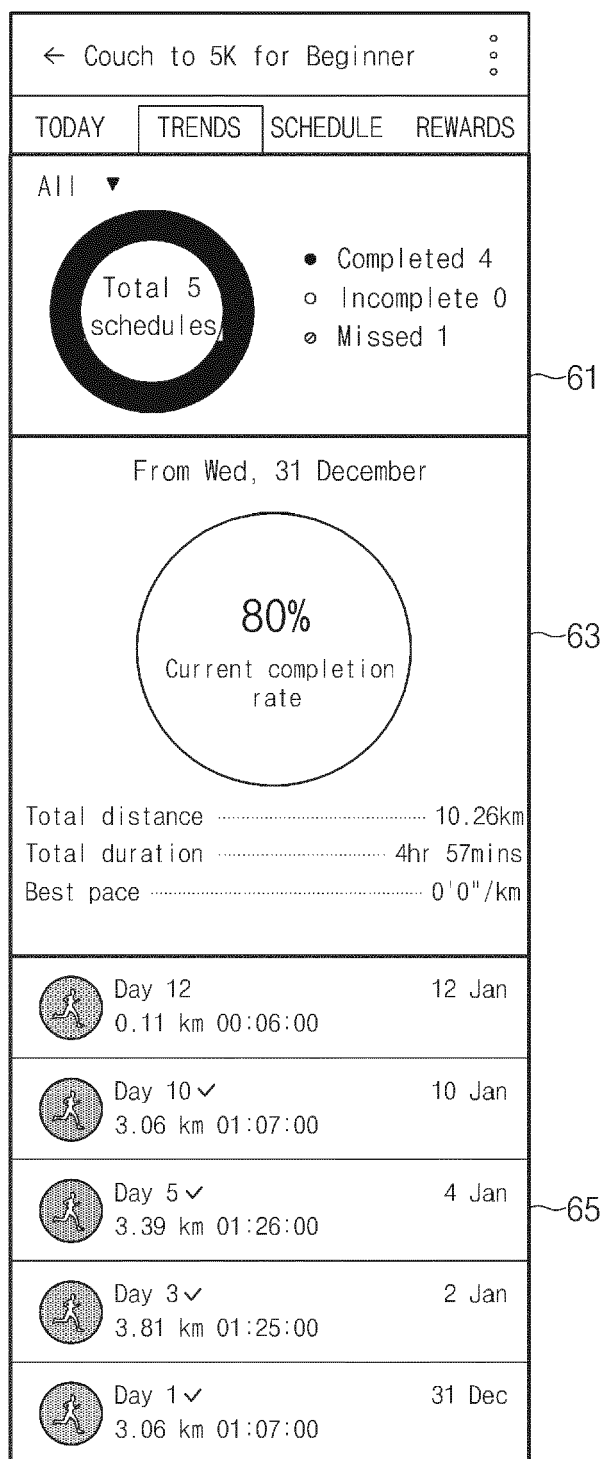 ← Couch to 5K for Beginner
TODAY TRENDS SCHEDULE REWARDS
All ▼
Total 5
schedules
● Completed 4
○ Incomplete 0
⊘ Missed 1
61
From Wed, 31 December
80%
Current completion
rate
63
Total distance 10.26km
Total duration 4hr 57mins
Best pace 0'0"/km
Day 12 12 Jan
0.11 km 00:06:00
Day 10 ✓ 10 Jan
3.06 km 01:07:00
Day 5 ✓ 4 Jan
3.39 km 01:26:00
65
Day 3 ✓ 2 Jan
3.81 km 01:25:00
Day 1 ✓ 31 Dec
3.06 km 01:07:00